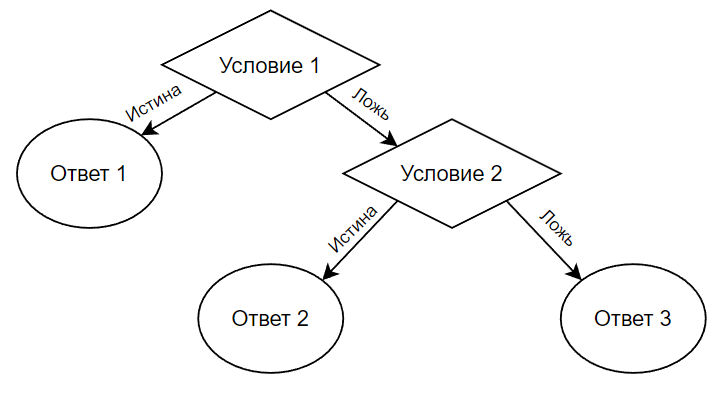 Условие 1
Истина
Ложь
Ответ 1
Условие 2
Истина
Ложь
Ответ 2
Ответ 3